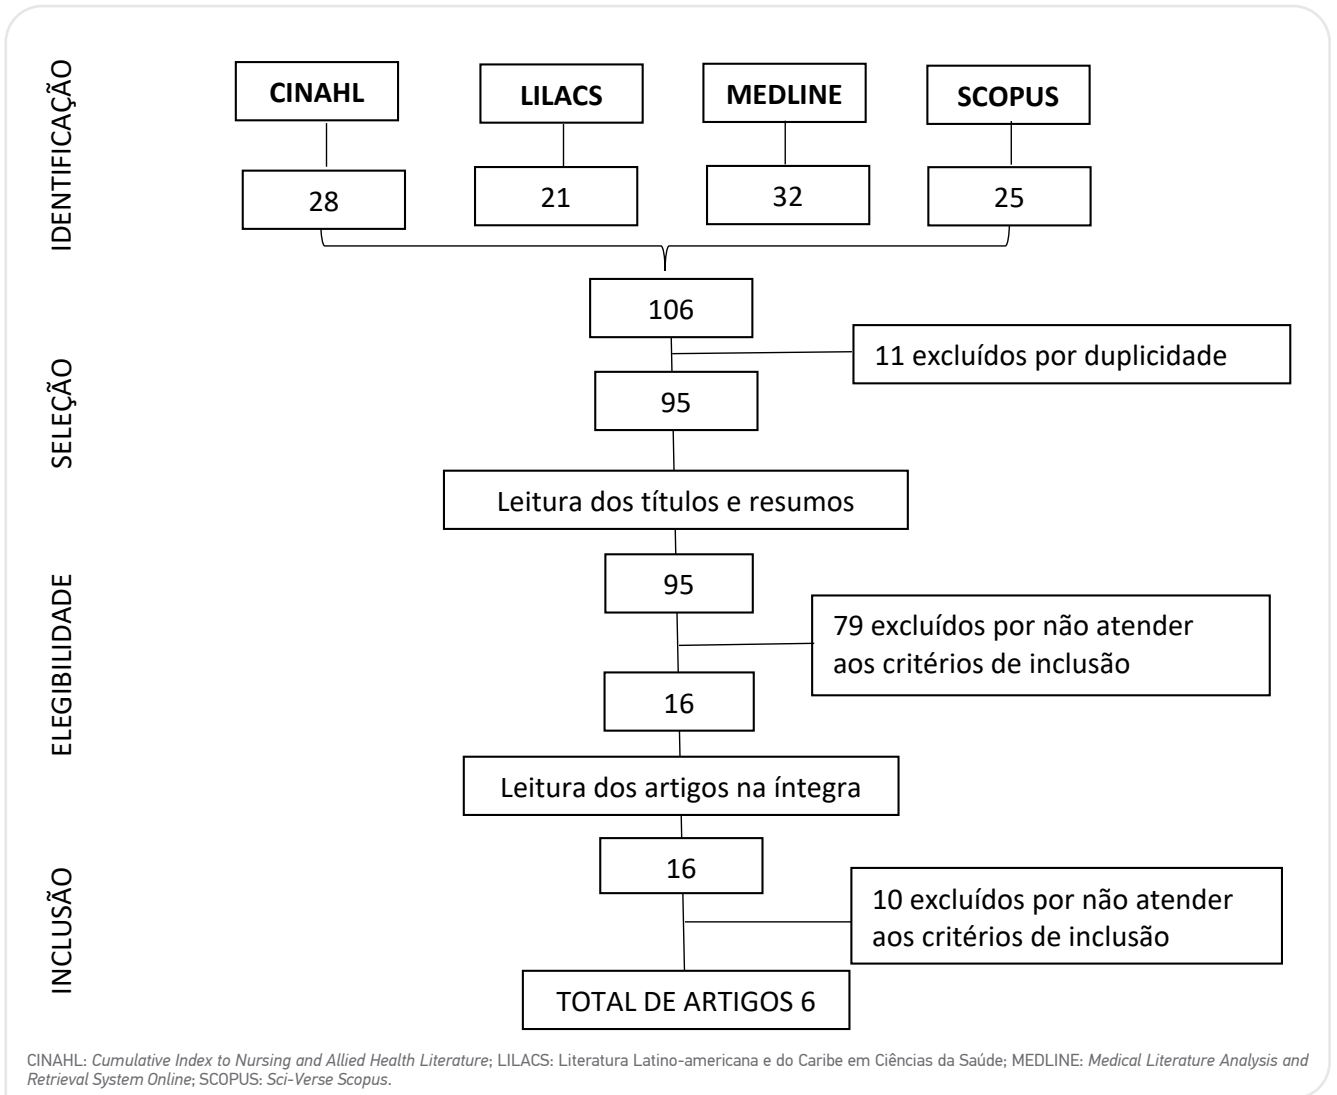 IDENTIFICAÇÃO
CINAHL
LILACS
MEDLINE
SCOPUS
28
21
32
25
106
SELEÇÃO
11 excluídos por duplicidade
95
Leitura dos títulos e resumos
ELEGIBILIDADE
95
79 excluídos por não atender
aos critérios de inclusão
16
Leitura dos artigos na íntegra
INCLUSÃO
16
10 excluídos por não atender
aos critérios de inclusão
TOTAL DE ARTIGOS 6
CINAHL: Cumulative Index to Nursing and Allied Health Literature; LILACS: Literatura Latino-americana e do Caribe em Ciências da Saúde; MEDLINE: Medical Literature Analysis and
Retrieval System Online; SCOPUS: Sci-Verse Scopus.